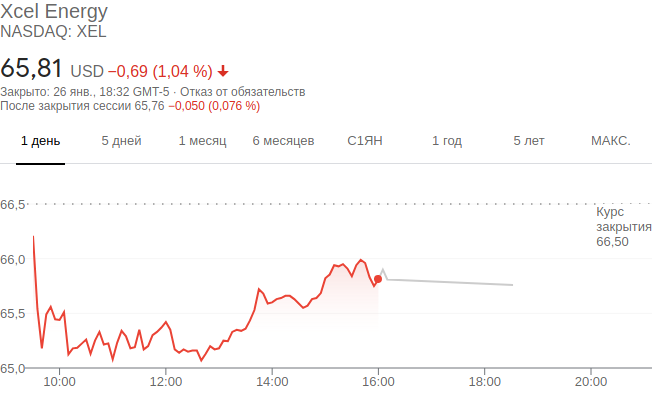 Xcel Energy
NASDAQ: XEL
65,81 USD −0,69 (1,04 %)
Закрыто: 26 янв., 18:32 GMT-5 · Отказ от обязательств
После закрытия сессии 65,76 −0,050 (0,076 %)
1 день 5 дней 1 месяц 6 месяцев С1ЯН 1 год 5 лет МАКС.
66,5
Курс
закрытия
66,50
66,0
65,5
65,0
10:00 12:00 14:00 16:00 18:00 20:00